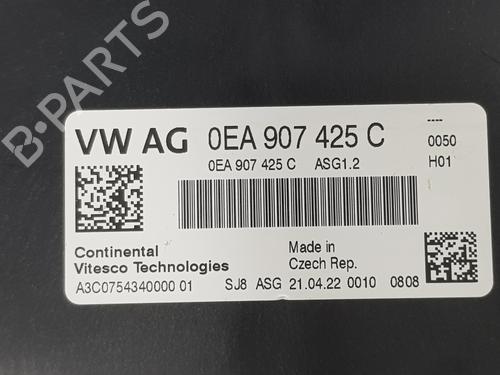 B-PARTS
VW AG 0EA 907 425 C
----
0050
0EA 907 425 C ASG1.2 H01
Continental
Vitesco Technologies
Made in
Czech Rep.
A3C0754340000 01 SJ8 ASG 21.04.22 0010 0808